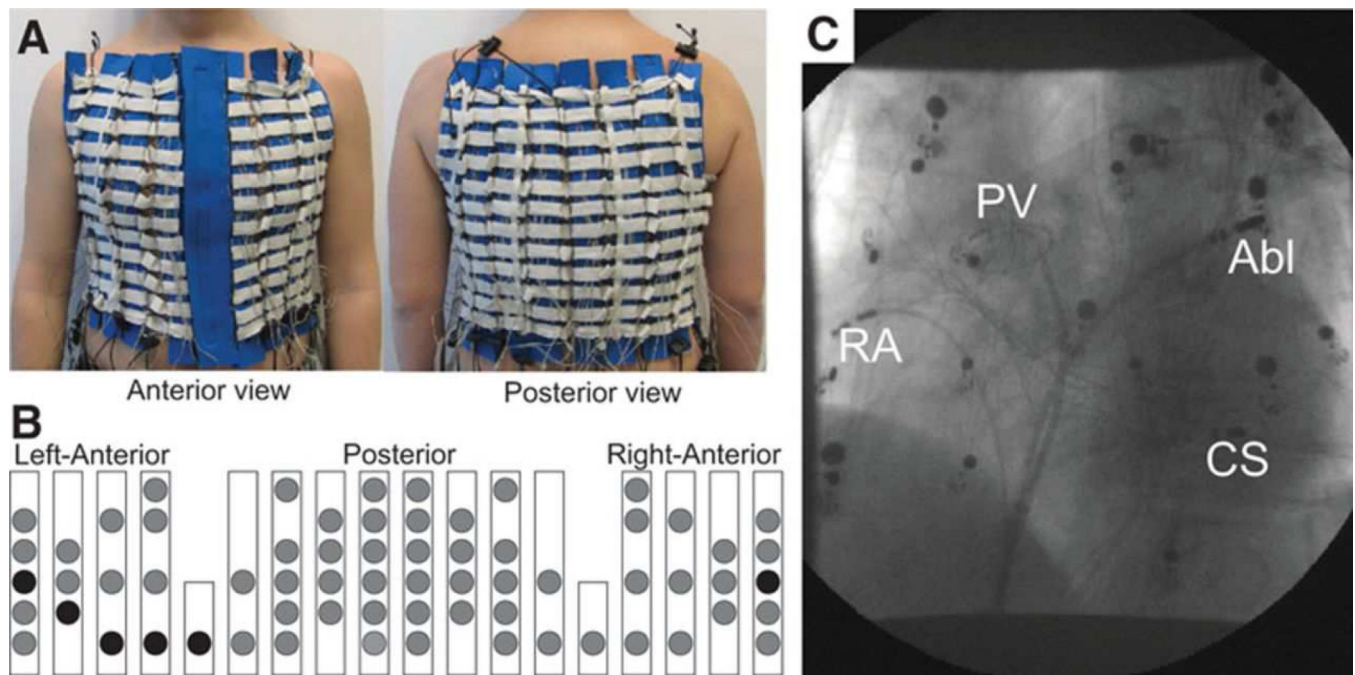 A
Anterior view
Posterior view
B
Left-Anterior
Posterior
Right-Anterior
C
PV
Abl
RA
CS